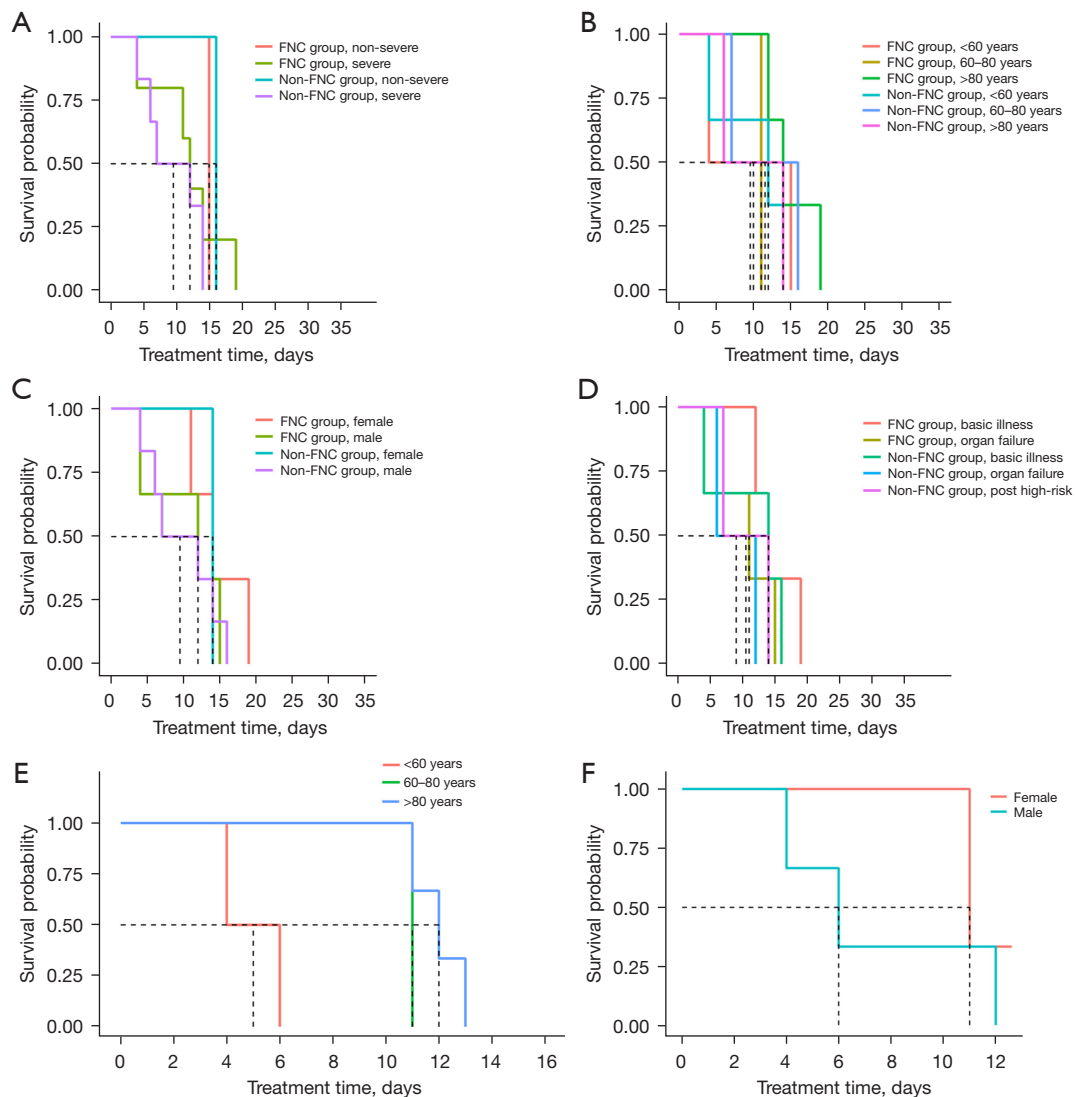 A
Survival probability
1.00
0.75
0.50
0.25
0.00
FNC group, non-severe
FNC group, severe
Non-FNC group, non-severe
Non-FNC group, severe
0 5 10 15 20 25 30 35
Treatment time, days
B
Survival probability
1.00
0.75
0.50
0.25
0.00
FNC group, <60 years
FNC group, 60–80 years
FNC group, >80 years
Non-FNC group, <60 years
Non-FNC group, 60–80 years
Non-FNC group, >80 years
0 5 10 15 20 25 30 35
Treatment time, days
C
Survival probability
1.00
0.75
0.50
0.25
0.00
FNC group, female
FNC group, male
Non-FNC group, female
Non-FNC group, male
0 5 10 15 20 25 30 35
Treatment time, days
D
Survival probability
1.00
0.75
0.50
0.25
0.00
FNC group, basic illness
FNC group, organ failure
Non-FNC group, basic illness
Non-FNC group, organ failure
Non-FNC group, post high-risk
0 5 10 15 20 25 30 35
Treatment time, days
E
Survival probability
1.00
0.75
0.50
0.25
0.00
<60 years
60–80 years
>80 years
0 2 4 6 8 10 11 12 14 16
Treatment time, days
F
Survival probability
1.00
0.75
0.50
0.25
0.00
Female
Male
0 2 4 6 8 10 11 12
Treatment time, days